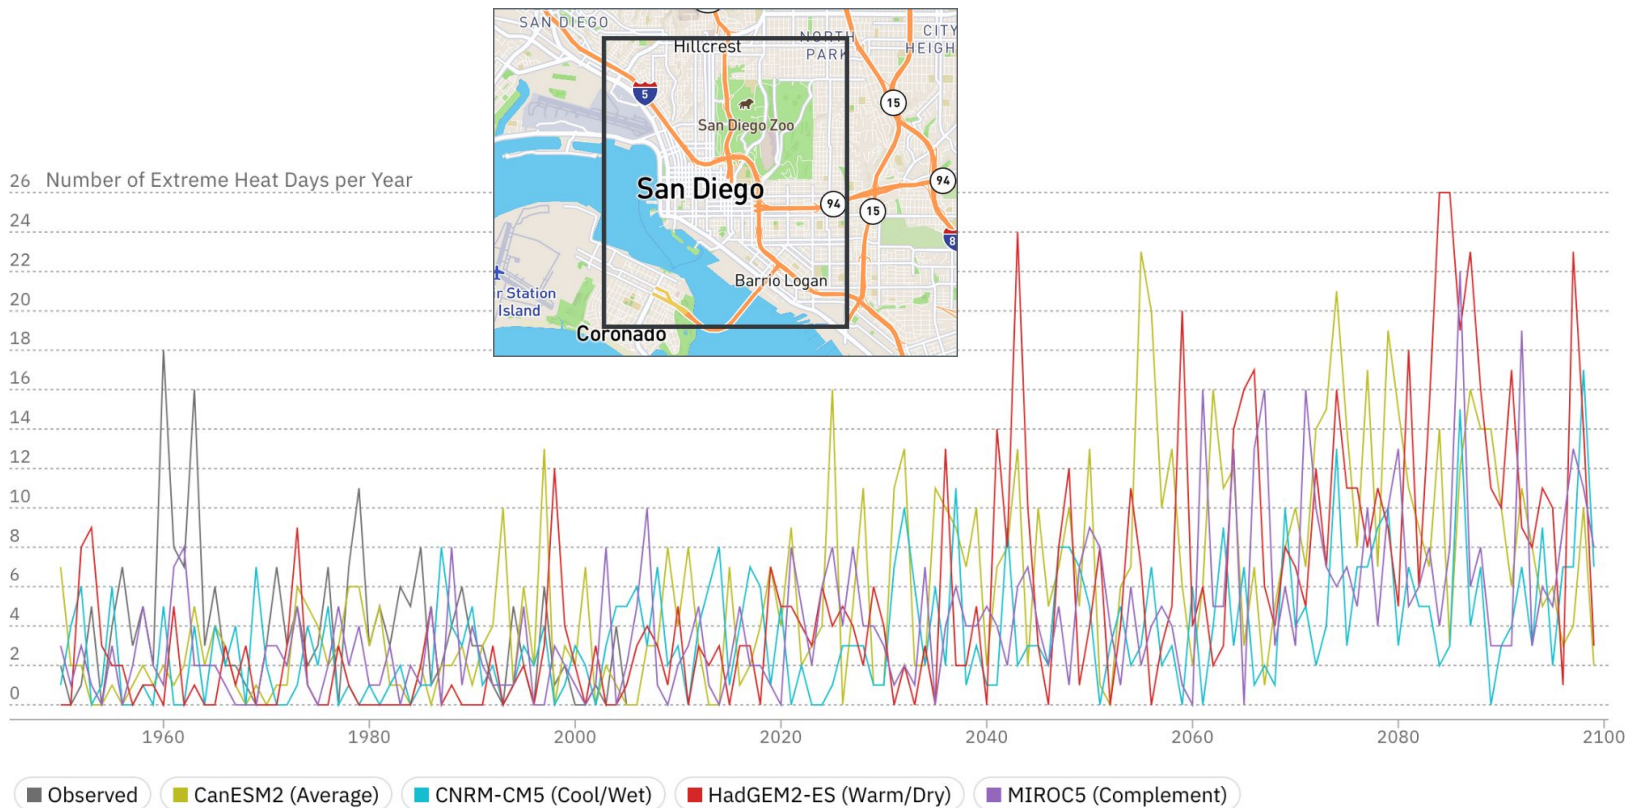 SAN DIEGO
Hillcrest
NORTH
PARK
CITY
HEIGH
5
15
San Diego Zoo
26 Number of Extreme Heat Days per Year
San Diego
94
94
15
24
8
22
Barrio Logan
r Station
Island
20
Coronado
18
16
14
12
10
8
6
4
2
0
1960 1980 2000 2020 2040 2060 2080 2100
Observed CanESM2 (Average) CNRM-CM5 (Cool/Wet) HadGEM2-ES (Warm/Dry) MIROC5 (Complement)